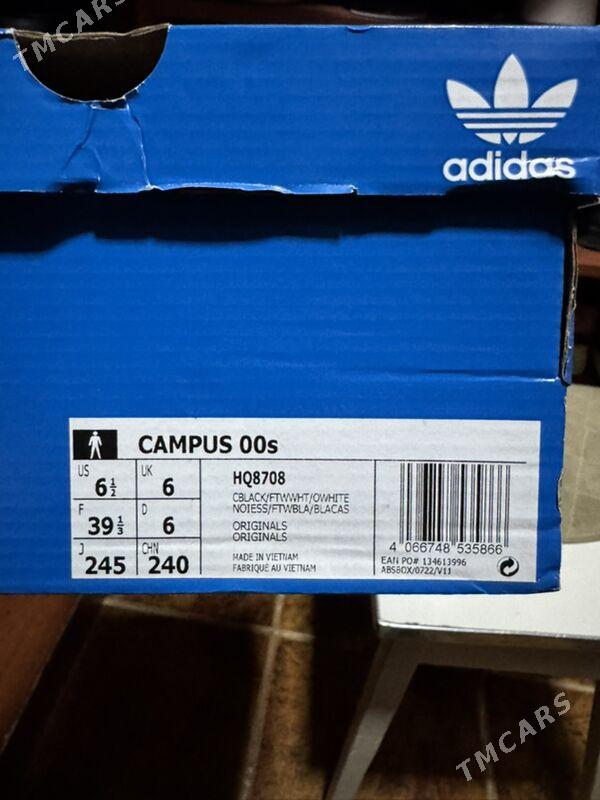 TMCARS
adidas
CAMPUS 00s
US 6½ UK 6
F 39⅓ D 6
J 245 CHN 240
HQ8708
CBLACK/FTWWHT/OWHITE
NOIESS/FTWBLA/BLACAS
ORIGINALS
ORIGINALS
MADE IN VIETNAM
FABRIQUÉ AU VIETNAM
4 066748 535866
EAN PO# 134613996
ABSBOX/0722/V11
TMCARS